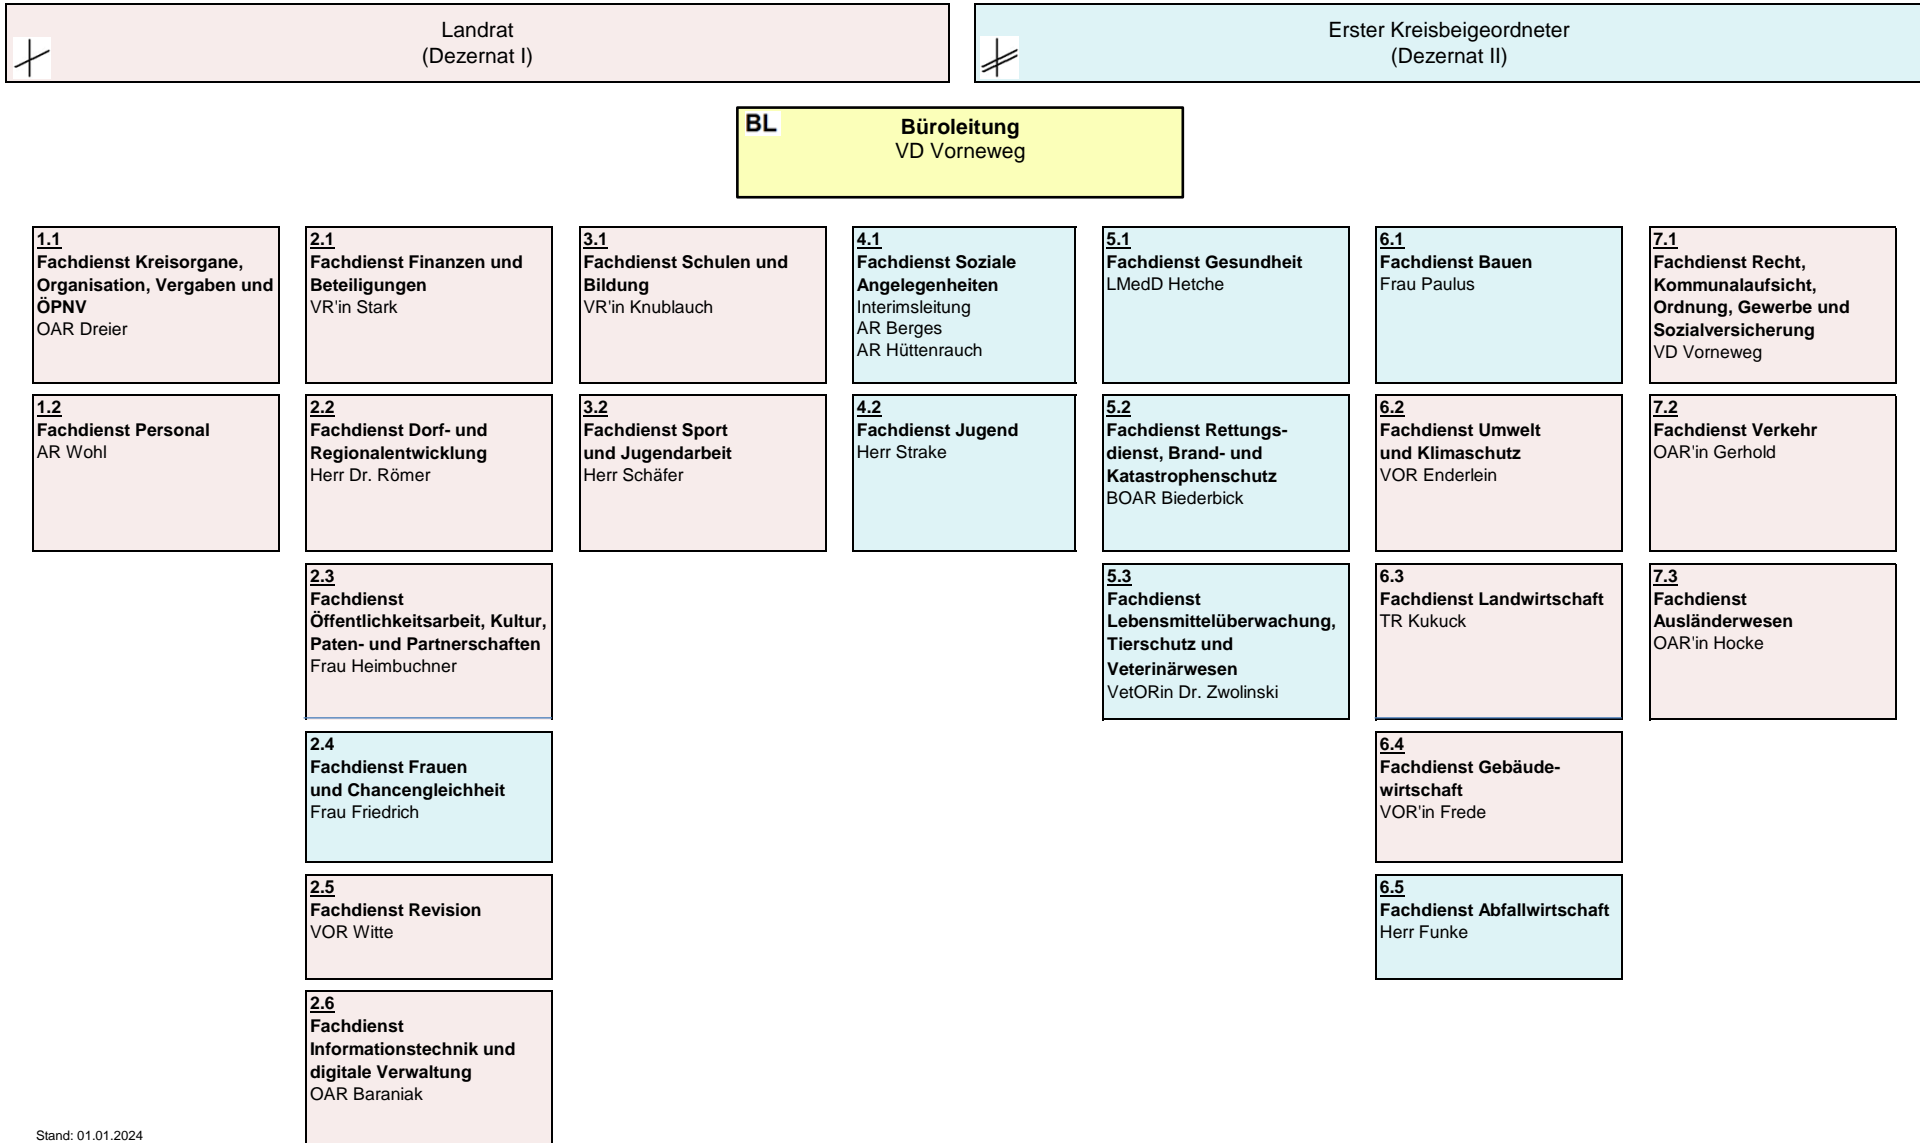 Landrat
(Dezernat I)
Erster Kreisbeigeordneter
(Dezernat II)
BL
Büroleitung
VD Vorneweg
1.1
Fachdienst Kreisorgane,
Organisation, Vergaben und
ÖPNV
OAR Dreier
2.1
Fachdienst Finanzen und
Beteiligungen
VR'in Stark
3.1
Fachdienst Schulen und
Bildung
VR'in Knublauch
4.1
Fachdienst Soziale
Angelegenheiten
Interimsleitung
AR Berges
AR Hüttenrauch
5.1
Fachdienst Gesundheit
LMedD Hetche
6.1
Fachdienst Bauen
Frau Paulus
7.1
Fachdienst Recht,
Kommunalaufsicht,
Ordnung, Gewerbe und
Sozialversicherung
VD Vorneweg
1.2
Fachdienst Personal
AR Wohl
2.2
Fachdienst Dorf- und
Regionalentwicklung
Herr Dr. Römer
3.2
Fachdienst Sport
und Jugendarbeit
Herr Schäfer
4.2
Fachdienst Jugend
Herr Strake
5.2
Fachdienst Rettungs-
dienst, Brand- und
Katastrophenschutz
BOAR Biederbick
6.2
Fachdienst Umwelt
und Klimaschutz
VOR Enderlein
7.2
Fachdienst Verkehr
OAR'in Gerhold
2.3
Fachdienst
Öffentlichkeitsarbeit, Kultur,
Paten- und Partnerschaften
Frau Heimbuchner
5.3
Fachdienst
Lebensmittelüberwachung,
Tierschutz und
Veterinärwesen
VetORin Dr. Zwolinski
6.3
Fachdienst Landwirtschaft
TR Kukuck
7.3
Fachdienst
Ausländerwesen
OAR'in Hocke
2.4
Fachdienst Frauen
und Chancengleichheit
Frau Friedrich
6.4
Fachdienst Gebäude-
wirtschaft
VOR'in Frede
2.5
Fachdienst Revision
VOR Witte
6.5
Fachdienst Abfallwirtschaft
Herr Funke
2.6
Fachdienst
Informationstechnik und
digitale Verwaltung
OAR Baraniak
Stand: 01.01.2024